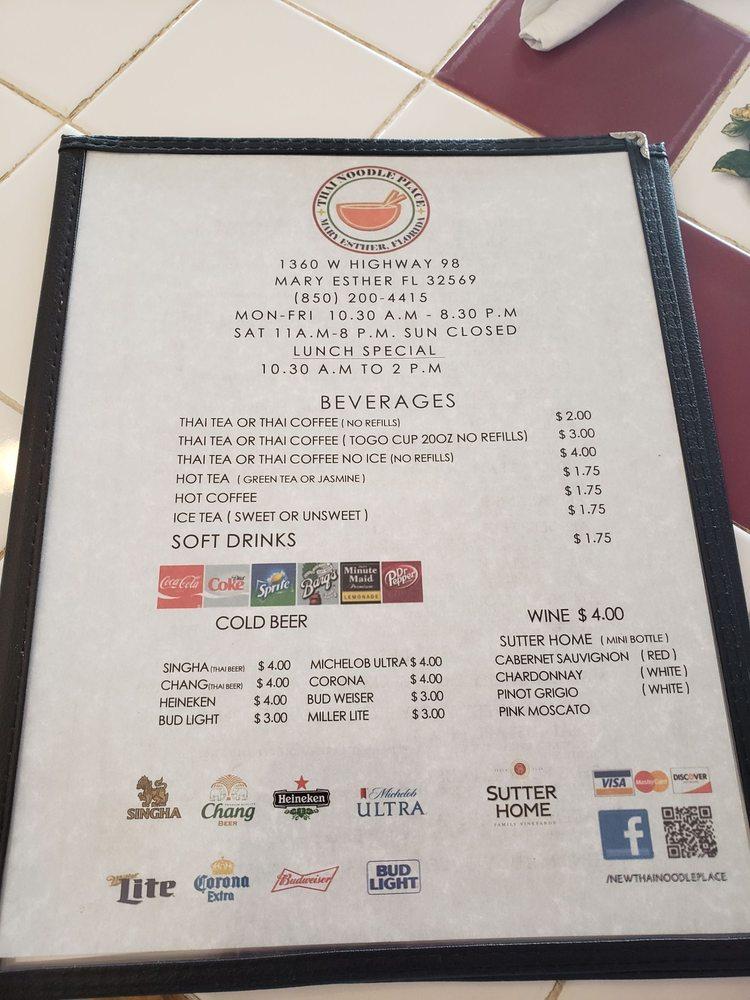 THAI NOODLE PLACE
MARY ESTHER, FLORIDA
1360 W HIGHWAY 98
MARY ESTHER FL 32569
(850) 200-4415
MON-FRI 10.30 A.M - 8.30 P.M
SAT 11A.M-8 P.M. SUN CLOSED
LUNCH SPECIAL
10.30 A.M TO 2 P.M
BEVERAGES
THAI TEA OR THAI COFFEE ( NO REFILLS) $ 2.00
THAI TEA OR THAI COFFEE ( TOGO CUP 20OZ NO REFILLS) $ 3.00
THAI TEA OR THAI COFFEE NO ICE (NO REFILLS) $ 4.00
HOT TEA ( GREEN TEA OR JASMINE ) $ 1.75
HOT COFFEE $ 1.75
ICE TEA ( SWEET OR UNSWEET ) $ 1.75
SOFT DRINKS $ 1.75
Coca-Cola Diet Coke Sprite Barq's Minute Maid Premium LEMONADE Dr Pepper
COLD BEER
SINGHA (THAI BEER) $ 4.00 MICHELOB ULTRA $ 4.00
CHANG (THAI BEER) $ 4.00 CORONA $ 4.00
HEINEKEN $ 4.00 BUD WEISER $ 3.00
BUD LIGHT $ 3.00 MILLER LITE $ 3.00
WINE $ 4.00
SUTTER HOME ( MINI BOTTLE )
CABERNET SAUVIGNON ( RED )
CHARDONNAY ( WHITE )
PINOT GRIGIO ( WHITE )
PINK MOSCATO
SINGHA
Chang
BEER
Heineken
Michelob
ULTRA
SUTTER
HOME
FAMILY VINEYARDS
VISA MasterCard DISCOVER
f
/NEWTHAINOODLEPLACE
Miller
Lite
Corona
Extra
Budweiser
BUD
LIGHT